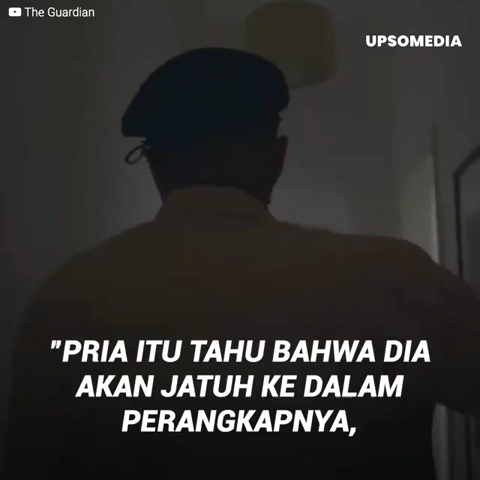 The Guardian
UPSOMEDIA
"PRIA ITU TAHU BAHWA DIA
AKAN JATUH KE DALAM
PERANGKAPNYA,